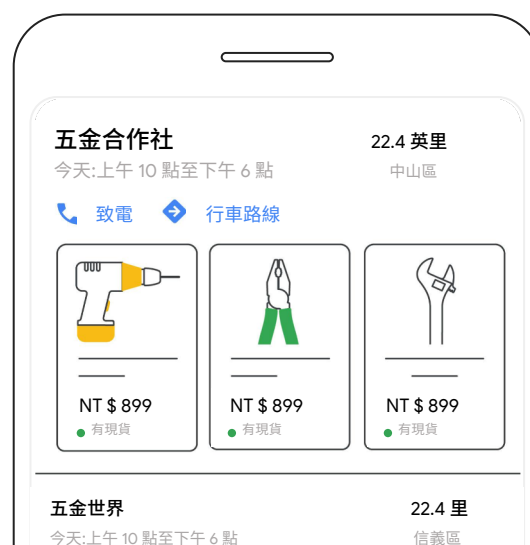 五金合作社 22.4 英里
今天:上午 10 點至下午 6 點 中山區
致電 行車路線
NT $ 899 NT $ 899 NT $ 899
有現貨 有現貨 有現貨
五金世界 22.4 里
今天:上午 10 點至下午 6 點 信義區